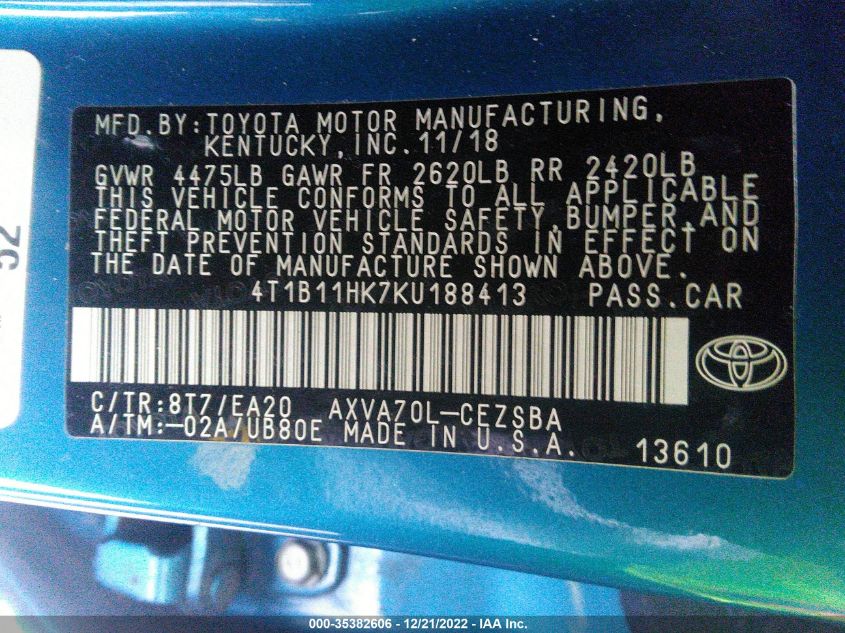 MFD.BY:TOYOTA MOTOR MANUFACTURING,
KENTUCKY,INC.11/18
GVWR 4475LB GAWR FR 2620LB RR 2420LB
THIS VEHICLE CONFORMS TO ALL APPLICABLE
FEDERAL MOTOR VEHICLE SAFETY,BUMPER,AND
THEFT PREVENTION STANDARDS IN EFFECT ON
THE DATE OF MANUFACTURE SHOWN ABOVE.
4T1B11HK7KU188413 PASS.CAR
C/TR:8T7/EA20 AXVA70L-CEZSBA
A/TM:-02A/UB80E MADE IN U.S.A. 13610
52
000-35382606 - 12/21/2022 - IAA Inc.